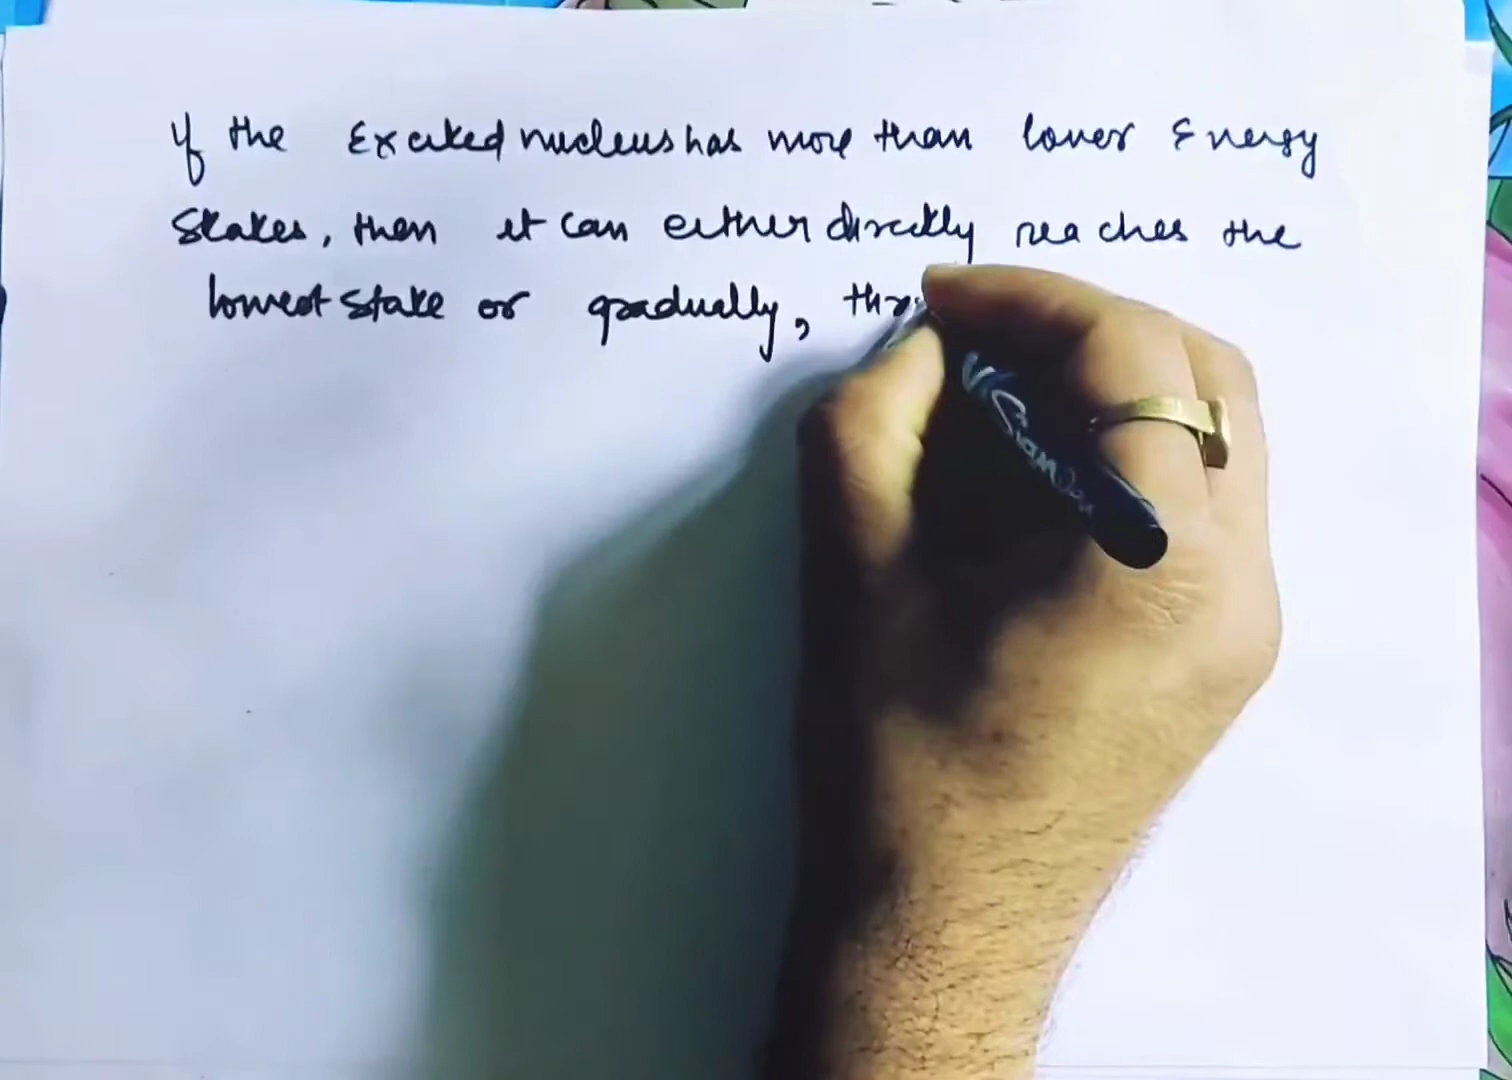 if the Excited nucleus has more than lower Energy
States, then it can either directly reaches the
lowest state or gradually, thro